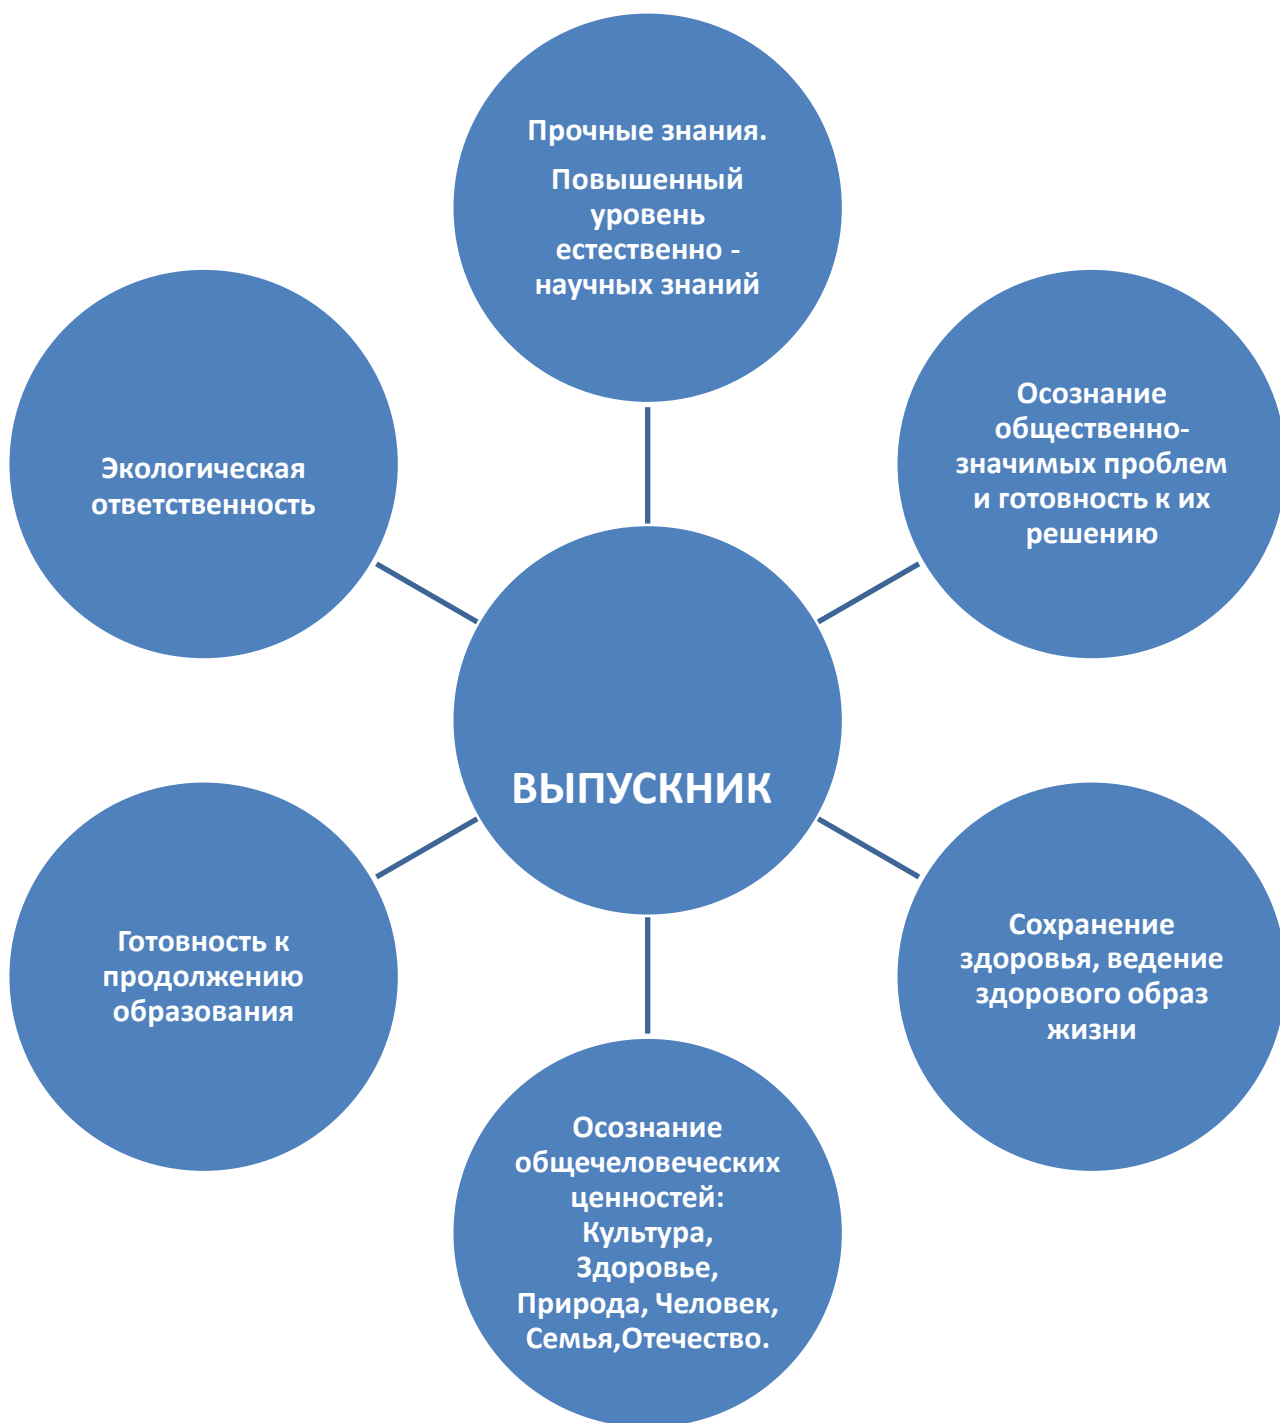 Прочные знания.
Повышенный
уровень
естественно -
научных знаний
Осознание
общественно-
значимых проблем
и готовность к их
решению
Сохранение
здоровья, ведение
здорового образ
жизни
Осознание
общечеловеческих
ценностей:
Культура,
Здоровье,
Природа, Человек,
Семья,Отечество.
Готовность к
продолжению
образования
Экологическая
ответственность
ВЫПУСКНИК